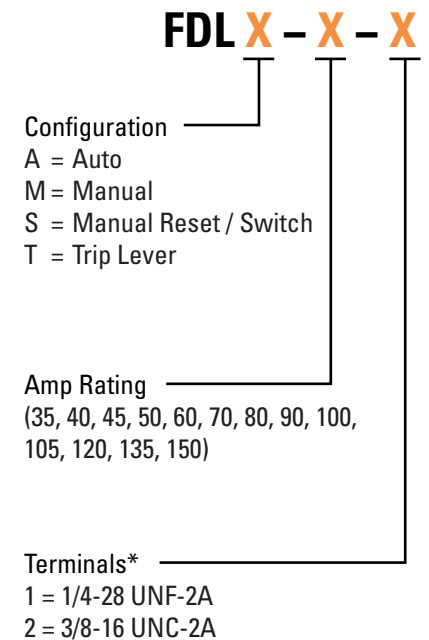 FDL X – X – X
Configuration
A = Auto
M = Manual
S = Manual Reset / Switch
T = Trip Lever
Amp Rating
(35, 40, 45, 50, 60, 70, 80, 90, 100,
105, 120, 135, 150)
Terminals*
1 = 1/4-28 UNF-2A
2 = 3/8-16 UNC-2A